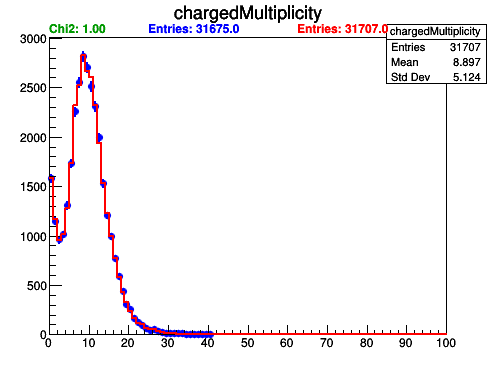 chargedMultiplicity
Chi2: 1.00 Entries: 31675.0 Entries: 31707.0
chargedMultiplicity
Entries 31707
Mean 8.897
Std Dev 5.124
3000
2500
2000
1500
1000
500
0
0 10 20 30 40 50 60 70 80 90 100